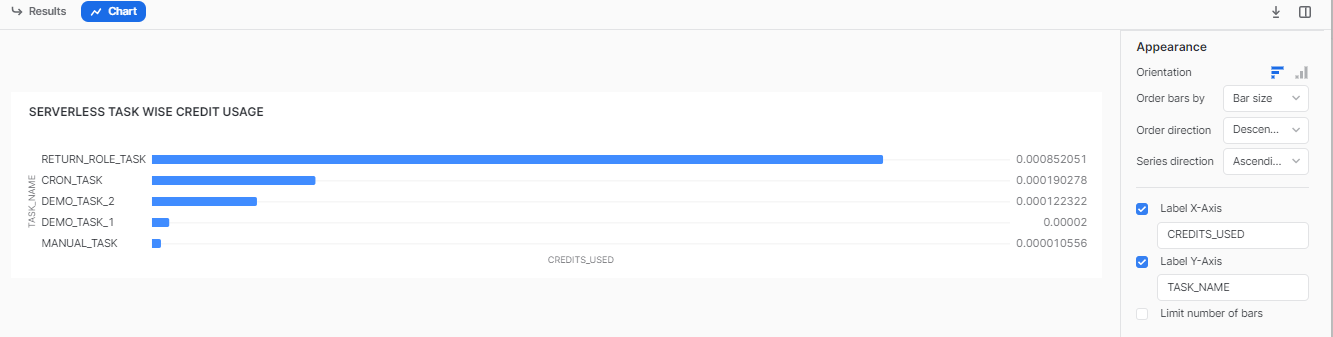 Results
Chart
SERVERLESS TASK WISE CREDIT USAGE
TASK_NAME
RETURN_ROLE_TASK 0.000852051
CRON_TASK 0.000190278
DEMO_TASK_2 0.000122322
DEMO_TASK_1 0.00002
MANUAL_TASK 0.000010556
CREDITS_USED
Appearance
Orientation
Order bars by Bar size
Order direction Descen...
Series direction Ascendi...
Label X-Axis
CREDITS_USED
Label Y-Axis
TASK_NAME
Limit number of bars